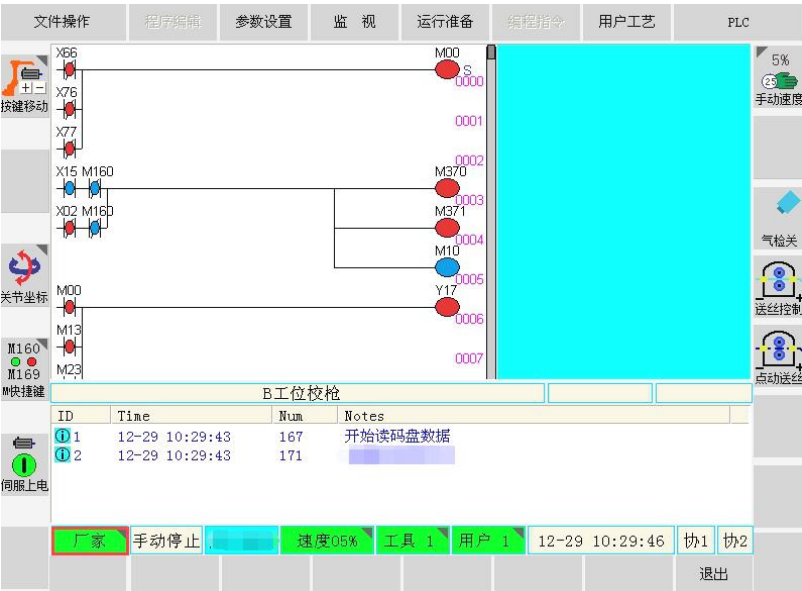 文件操作 程序编辑 参数设置 监 视 运行准备 编程指令 用户工艺 PLC
X66 M00
S
0000
X76
0001
X77
0002
X15 M160 M370
0003
X02 M160 M371
0004
M10
0005
M00 Y17
0006
M13
0007
M23
按键移动
关节坐标
M160
M169
M快捷键
伺服上电
5%
25
手动速度
气检关
送丝控制
点动送丝
B工位校枪
ID Time Num Notes
1 12-29 10:29:43 167 开始读码盘数据
2 12-29 10:29:43 171
厂家 手动停止 速度05% 工具 1 用户 1 12-29 10:29:46 协1 协2
退出